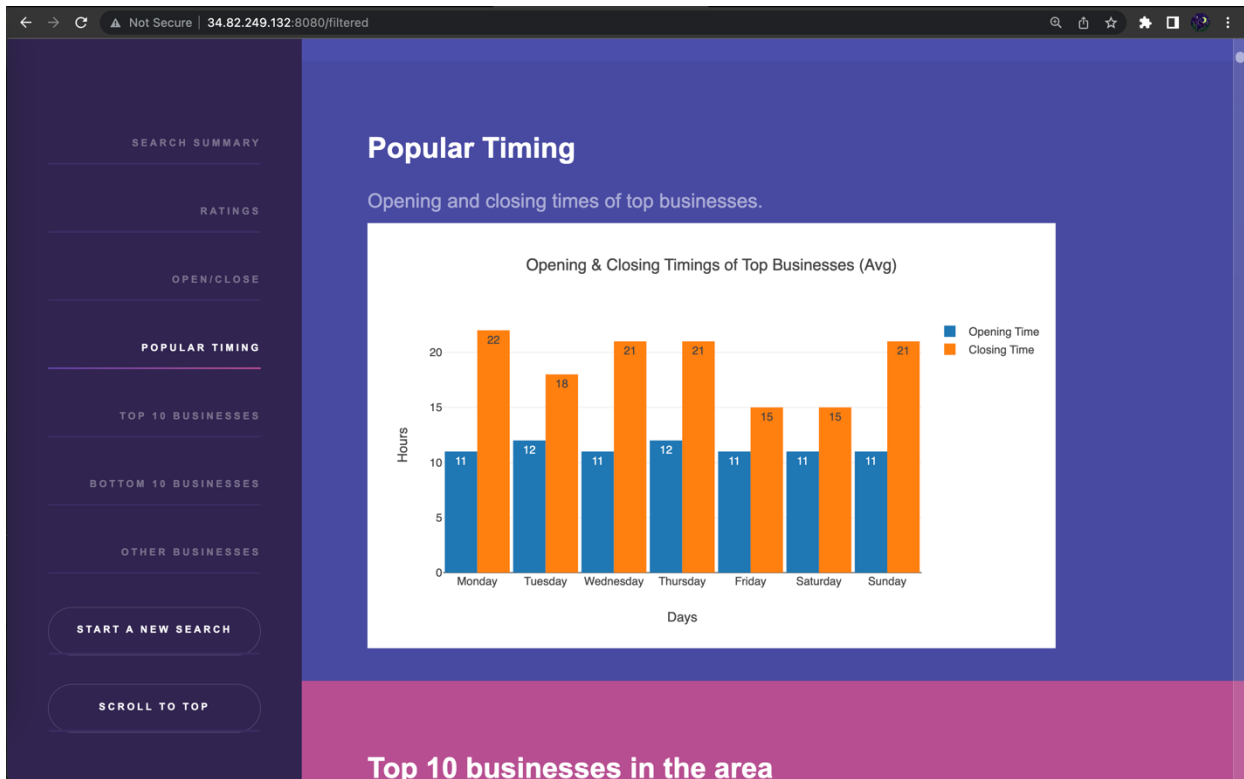 Not Secure | 34.82.249.132:8080/filtered
SEARCH SUMMARY
RATINGS
OPEN/CLOSE
POPULAR TIMING
TOP 10 BUSINESSES
BOTTOM 10 BUSINESSES
OTHER BUSINESSES
START A NEW SEARCH
SCROLL TO TOP
Popular Timing
Opening and closing times of top businesses.
Opening & Closing Timings of Top Businesses (Avg)
Opening Time
Closing Time
Hours
20
15
10
5
0
11 22 12 18 11 21 12 21 11 15 11 15 11 21
Monday Tuesday Wednesday Thursday Friday Saturday Sunday
Days
Top 10 businesses in the area